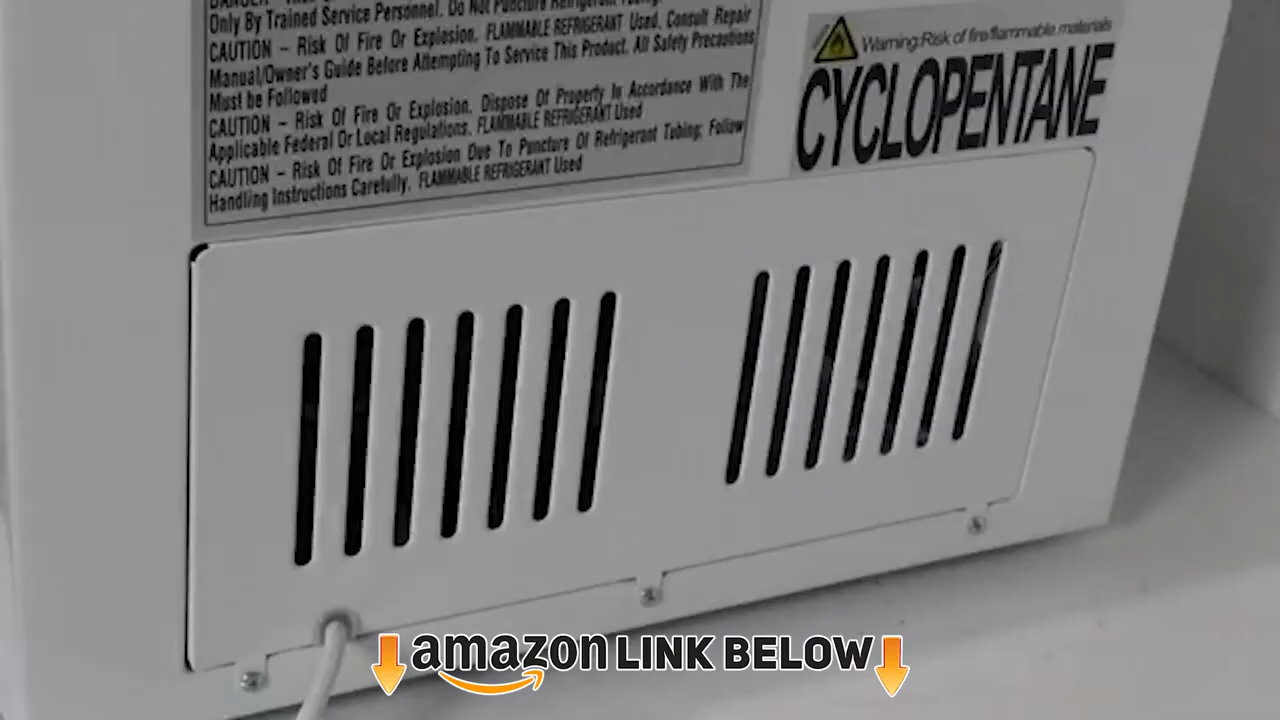 Only By Trained Service Personnel. Do Not Puncture Refrigerant Tubing.
CAUTION – Risk Of Fire Or Explosion. FLAMMABLE REFRIGERANT Used. Consult Repair
Manual/Owner's Guide Before Attempting To Service This Product. All Safety Precautions
Must be Followed
CAUTION – Risk Of Fire Or Explosion. Dispose Of Property In Accordance With The
Applicable Federal Or Local Regulations. FLAMMABLE REFRIGERANT Used
CAUTION – Risk Of Fire Or Explosion Due To Puncture Of Refrigerant Tubing; Follow
Handling Instructions Carefully. FLAMMABLE REFRIGERANT Used
Warning:Risk of fire/flammable materials
CYCLOPENTANE
amazon LINK BELOW